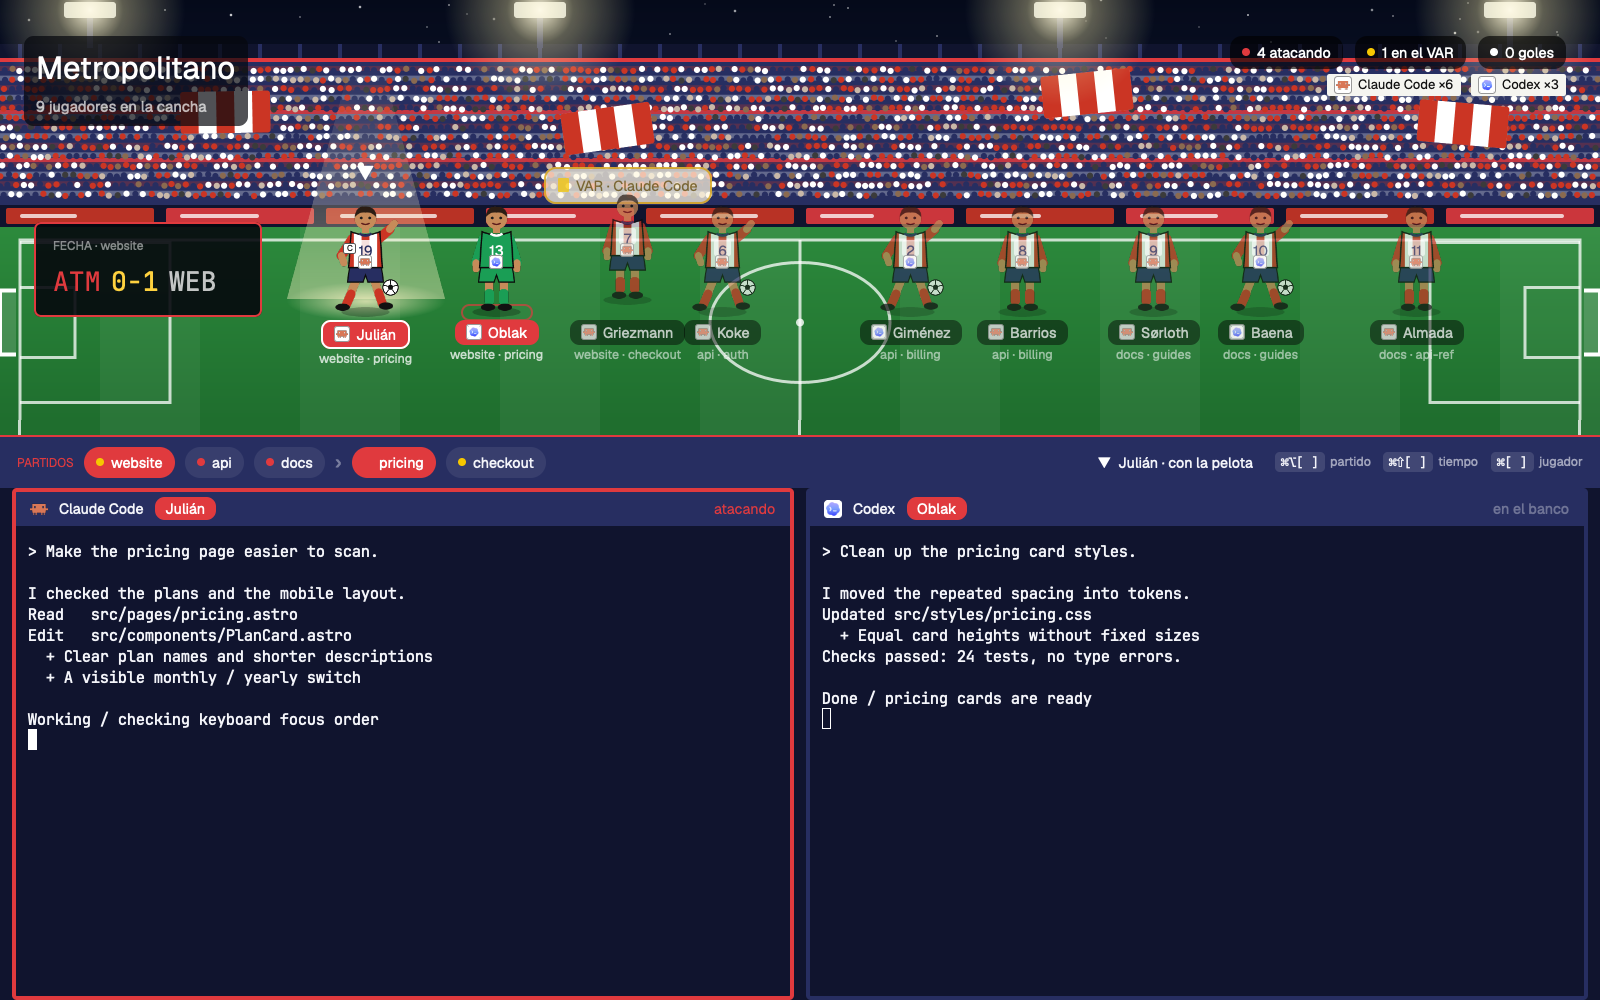 Metropolitano
9 jugadores en la cancha
4 atacando
1 en el VAR
0 goles
Claude Code ×6
Codex ×3
VAR · Claude Code
FECHA · website
ATM 0-1 WEB
C
19
13
7
6
2
8
9
10
11
Julián
website · pricing
Oblak
website · pricing
Griezmann
website · checkout
Koke
api · auth
Giménez
api · billing
Barrios
api · billing
Sørloth
docs · guides
Baena
docs · guides
Almada
docs · api-ref
PARTIDOS
website
api
docs
›
pricing
checkout
▼ Julián · con la pelota
⌘⌥[ ] partido
⌘⇧[ ] tiempo
⌘[ ] jugador
Claude Code
Julián
atacando
> Make the pricing page easier to scan.
I checked the plans and the mobile layout.
Read src/pages/pricing.astro
Edit src/components/PlanCard.astro
+ Clear plan names and shorter descriptions
+ A visible monthly / yearly switch
Working / checking keyboard focus order
Codex
Oblak
en el banco
> Clean up the pricing card styles.
I moved the repeated spacing into tokens.
Updated src/styles/pricing.css
+ Equal card heights without fixed sizes
Checks passed: 24 tests, no type errors.
Done / pricing cards are ready